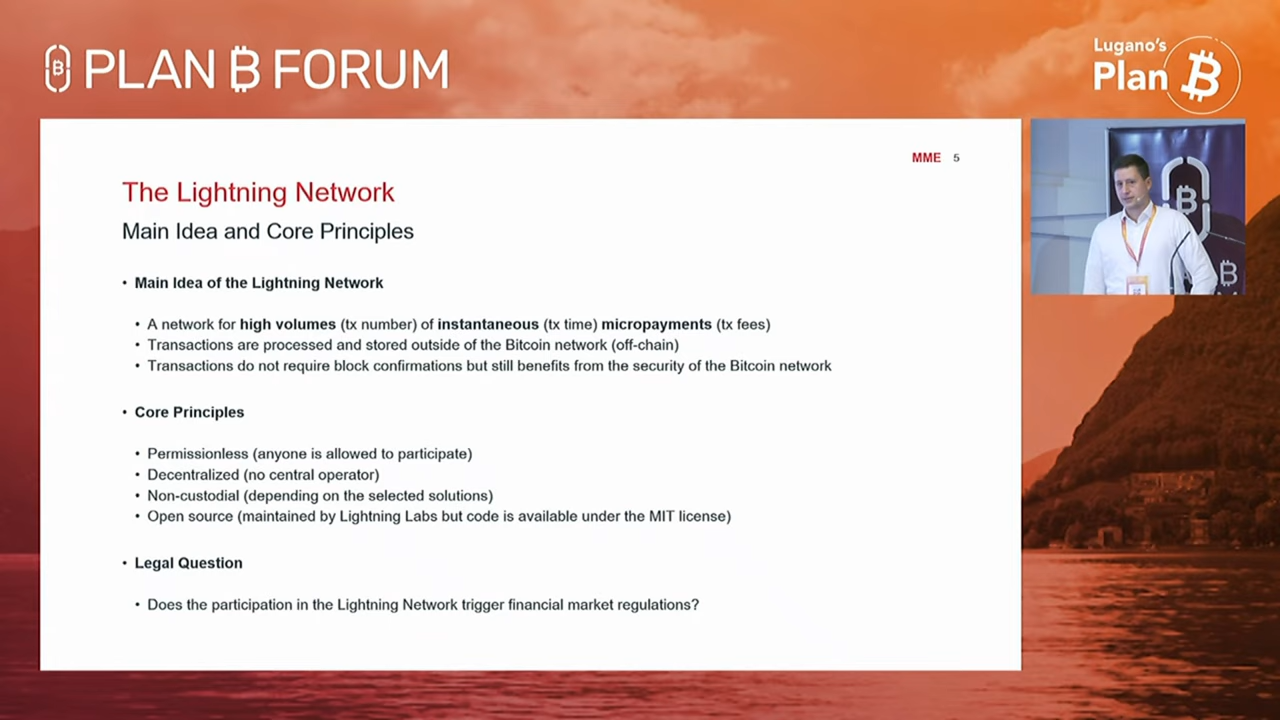 PLAN ₿ FORUM
Lugano's
Plan ₿
MME 5
The Lightning Network
Main Idea and Core Principles
• Main Idea of the Lightning Network
• A network for high volumes (tx number) of instantaneous (tx time) micropayments (tx fees)
• Transactions are processed and stored outside of the Bitcoin network (off-chain)
• Transactions do not require block confirmations but still benefits from the security of the Bitcoin network
• Core Principles
• Permissionless (anyone is allowed to participate)
• Decentralized (no central operator)
• Non-custodial (depending on the selected solutions)
• Open source (maintained by Lightning Labs but code is available under the MIT license)
• Legal Question
• Does the participation in the Lightning Network trigger financial market regulations?